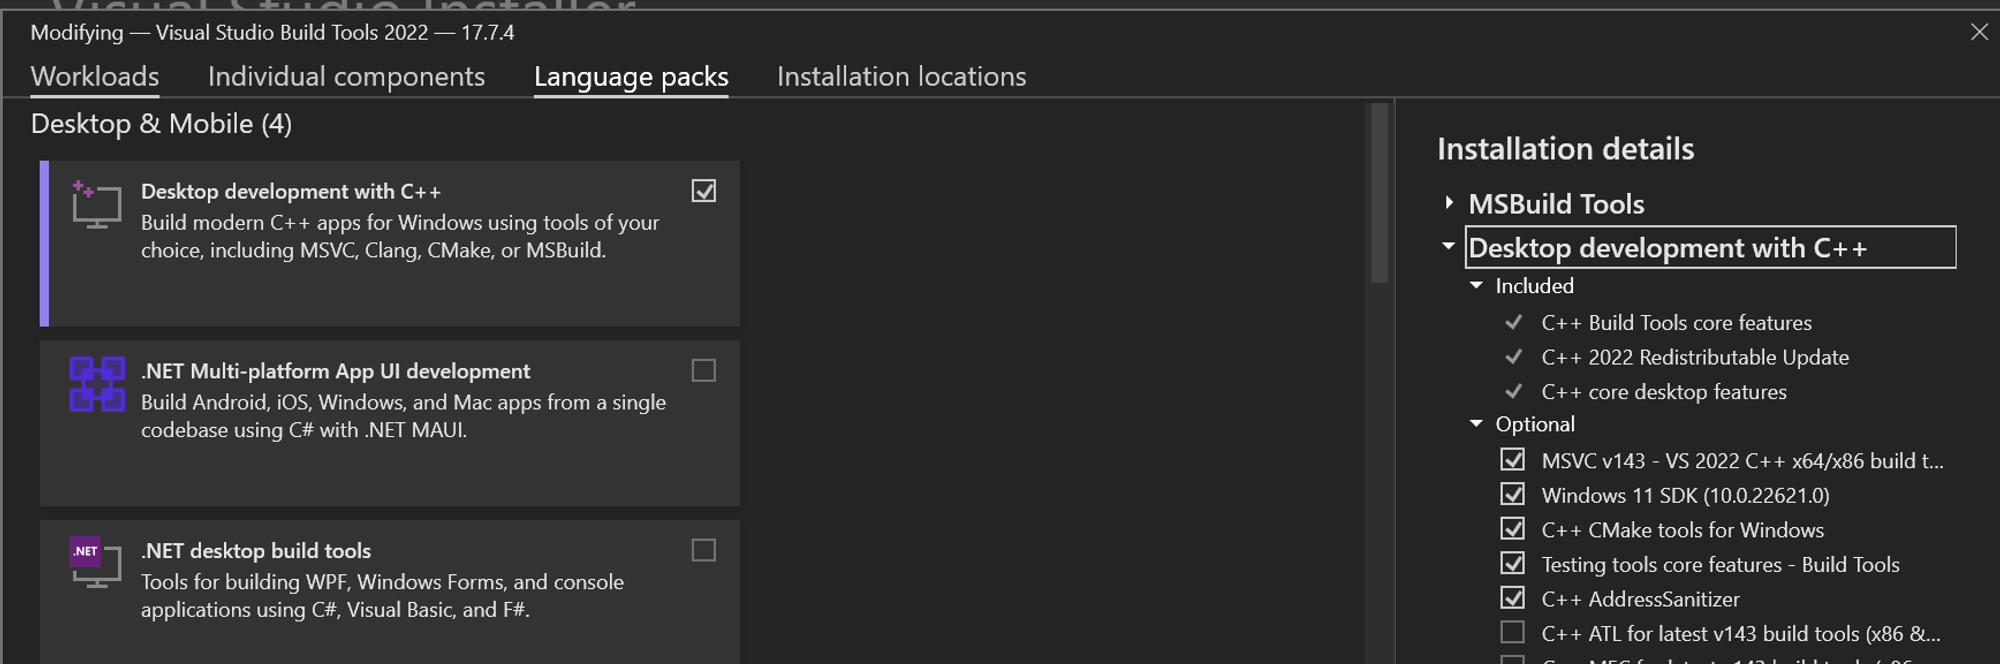 Visual Studio Installer
Modifying — Visual Studio Build Tools 2022 — 17.7.4
Workloads
Individual components
Language packs
Installation locations
Desktop & Mobile (4)
Desktop development with C++
Build modern C++ apps for Windows using tools of your
choice, including MSVC, Clang, CMake, or MSBuild.
.NET Multi-platform App UI development
Build Android, iOS, Windows, and Mac apps from a single
codebase using C# with .NET MAUI.
.NET
.NET desktop build tools
Tools for building WPF, Windows Forms, and console
applications using C#, Visual Basic, and F#.
Installation details
MSBuild Tools
Desktop development with C++
Included
C++ Build Tools core features
C++ 2022 Redistributable Update
C++ core desktop features
Optional
MSVC v143 - VS 2022 C++ x64/x86 build t...
Windows 11 SDK (10.0.22621.0)
C++ CMake tools for Windows
Testing tools core features - Build Tools
C++ AddressSanitizer
C++ ATL for latest v143 build tools (x86 &...